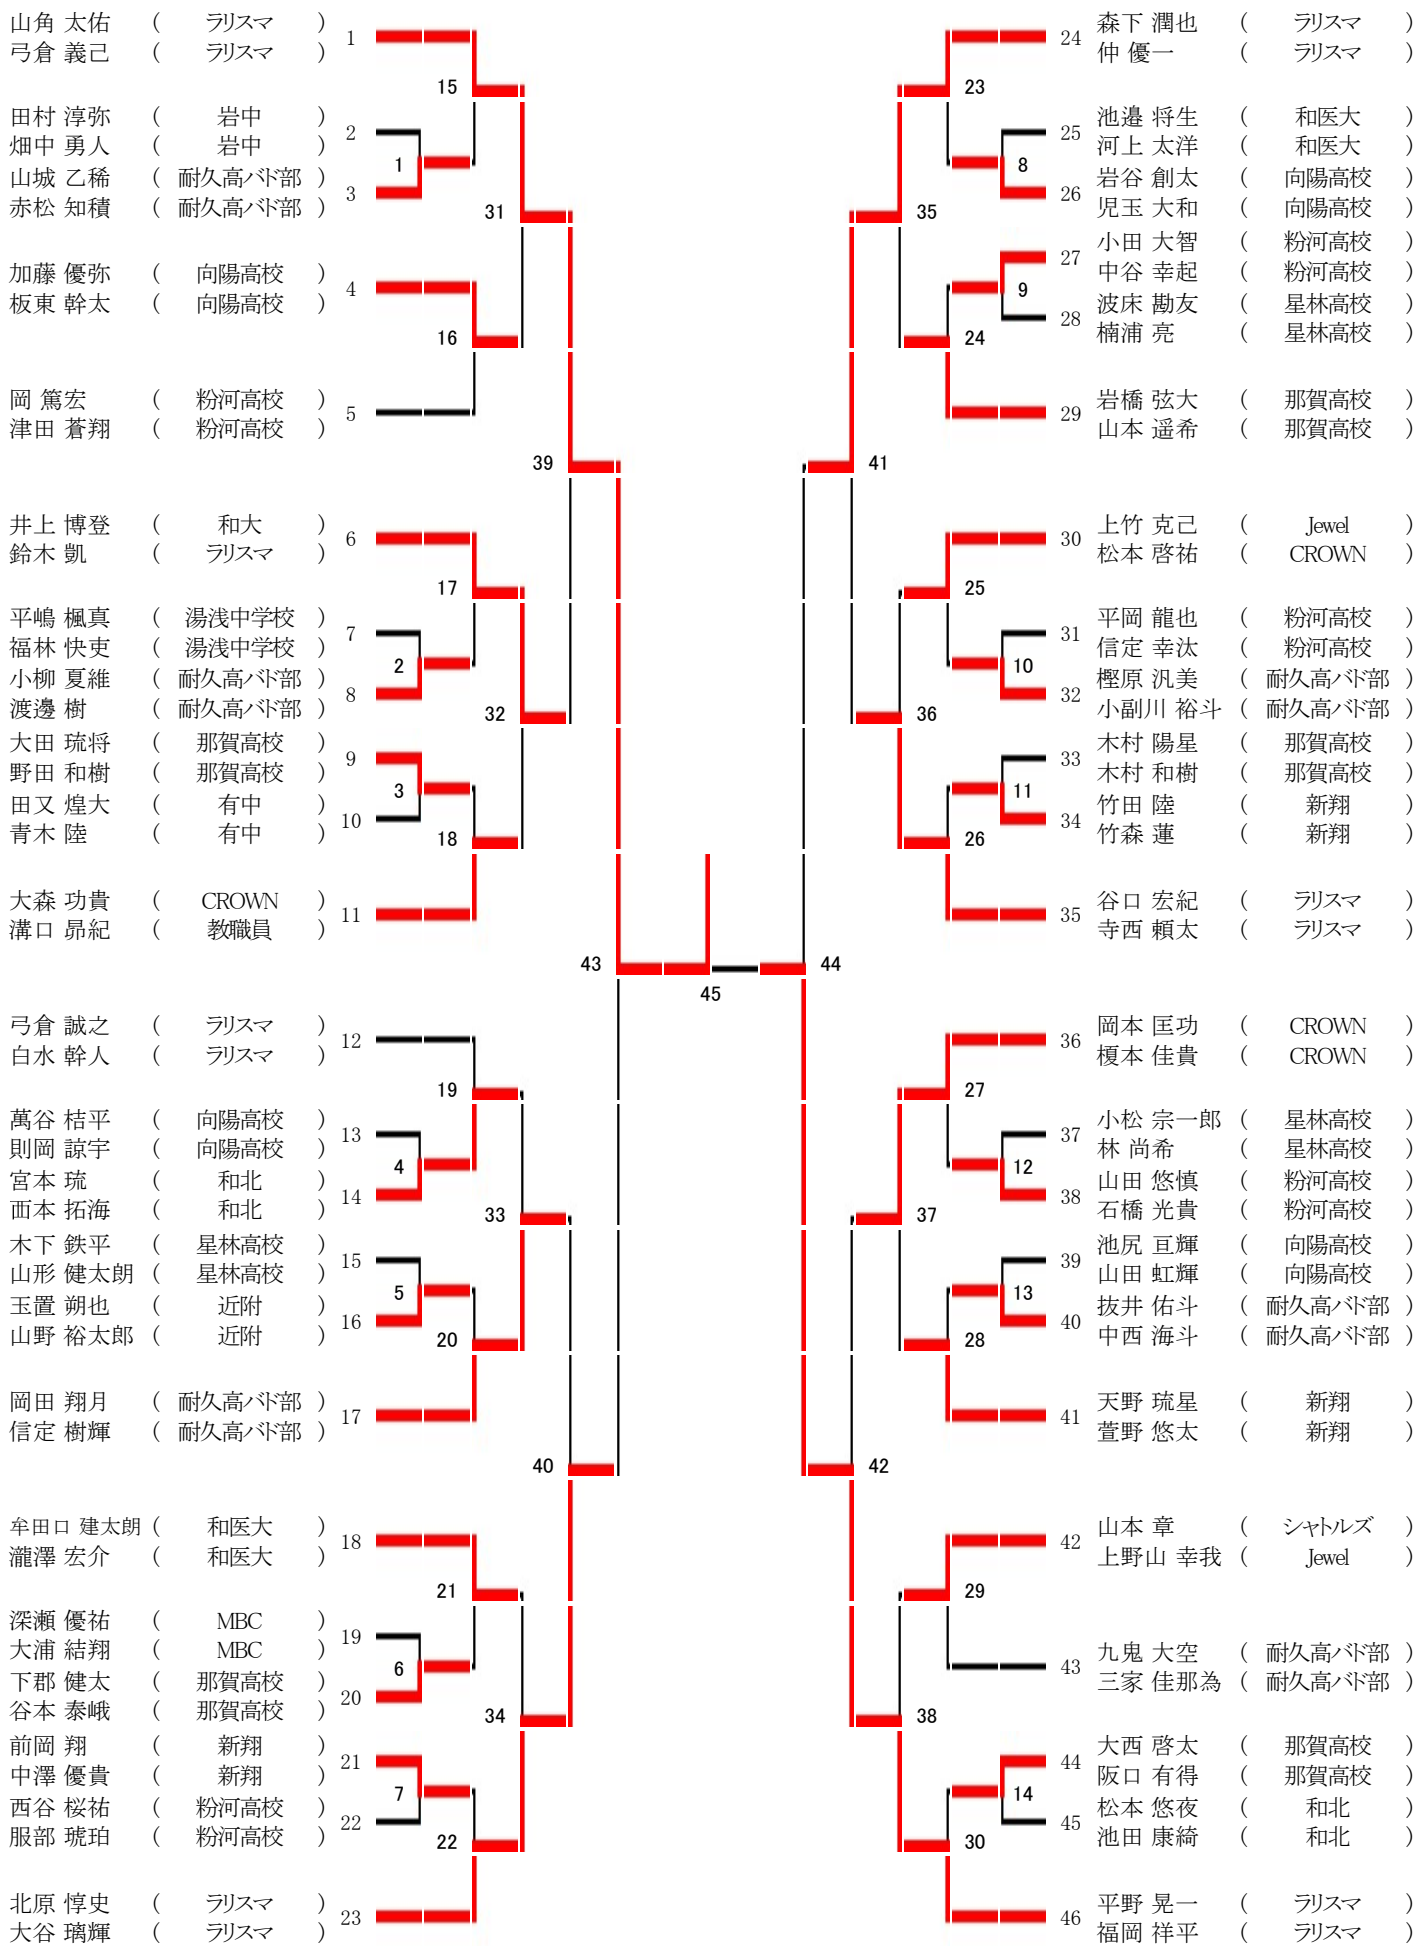 山角 太佑 ( ラリスマ ) 1
弓倉 義己 ( ラリスマ )
15
田村 淳弥 ( 岩中 ) 2
畑中 勇人 ( 岩中 )
1
山城 乙稀 ( 耐久高バド部 ) 3
赤松 知積 ( 耐久高バド部 )
31
加藤 優弥 ( 向陽高校 ) 4
板東 幹太 ( 向陽高校 )
16
岡 篤宏 ( 粉河高校 ) 5
津田 蒼翔 ( 粉河高校 )
39
井上 博登 ( 和大 ) 6
鈴木 凱 ( ラリスマ )
17
平嶋 楓真 ( 湯浅中学校 ) 7
福林 快吏 ( 湯浅中学校 )
2
小柳 夏維 ( 耐久高バド部 ) 8
渡邊 樹 ( 耐久高バド部 )
32
大田 琉将 ( 那賀高校 ) 9
野田 和樹 ( 那賀高校 )
3
田又 煌大 ( 有中 ) 10
青木 陸 ( 有中 )
18
大森 功貴 ( CROWN ) 11
溝口 昴紀 ( 教職員 )
43
弓倉 誠之 ( ラリスマ ) 12
白水 幹人 ( ラリスマ )
19
萬谷 桔平 ( 向陽高校 ) 13
則岡 諒宇 ( 向陽高校 )
4
宮本 琉 ( 和北 ) 14
西本 拓海 ( 和北 )
33
木下 鉄平 ( 星林高校 ) 15
山形 健太朗 ( 星林高校 )
5
玉置 朔也 ( 近附 ) 16
山野 裕太郎 ( 近附 )
20
岡田 翔月 ( 耐久高バド部 ) 17
信定 樹輝 ( 耐久高バド部 )
40
牟田口 建太朗 ( 和医大 ) 18
瀧澤 宏介 ( 和医大 )
21
深瀬 優祐 ( MBC ) 19
大浦 結翔 ( MBC )
6
下郡 健太 ( 那賀高校 ) 20
谷本 泰峨 ( 那賀高校 )
34
前岡 翔 ( 新翔 ) 21
中澤 優貴 ( 新翔 )
7
西谷 桜祐 ( 粉河高校 ) 22
服部 琥珀 ( 粉河高校 )
22
北原 惇史 ( ラリスマ ) 23
大谷 璃輝 ( ラリスマ )
45
24 森下 潤也 ( ラリスマ )
仲 優一 ( ラリスマ )
23
25 池邉 将生 ( 和医大 )
河上 太洋 ( 和医大 )
8
26 岩谷 創太 ( 向陽高校 )
児玉 大和 ( 向陽高校 )
35
27 小田 大智 ( 粉河高校 )
中谷 幸起 ( 粉河高校 )
9
28 波床 勘友 ( 星林高校 )
楠浦 亮 ( 星林高校 )
24
29 岩橋 弦大 ( 那賀高校 )
山本 遥希 ( 那賀高校 )
41
30 上竹 克己 ( Jewel )
松本 啓祐 ( CROWN )
25
31 平岡 龍也 ( 粉河高校 )
信定 幸汰 ( 粉河高校 )
10
32 樫原 汎美 ( 耐久高バド部 )
小副川 裕斗 ( 耐久高バド部 )
36
33 木村 陽星 ( 那賀高校 )
木村 和樹 ( 那賀高校 )
11
34 竹田 陸 ( 新翔 )
竹森 蓮 ( 新翔 )
26
35 谷口 宏紀 ( ラリスマ )
寺西 頼太 ( ラリスマ )
44
36 岡本 匡功 ( CROWN )
榎本 佳貴 ( CROWN )
27
37 小松 宗一郎 ( 星林高校 )
林 尚希 ( 星林高校 )
12
38 山田 悠慎 ( 粉河高校 )
石橋 光貴 ( 粉河高校 )
37
39 池尻 亘輝 ( 向陽高校 )
山田 虹輝 ( 向陽高校 )
13
40 抜井 佑斗 ( 耐久高バド部 )
中西 海斗 ( 耐久高バド部 )
28
41 天野 琉星 ( 新翔 )
萱野 悠太 ( 新翔 )
42
42 山本 章 ( シャトルズ )
上野山 幸我 ( Jewel )
29
43 九鬼 大空 ( 耐久高バド部 )
三家 佳那為 ( 耐久高バド部 )
38
44 大西 啓太 ( 那賀高校 )
阪口 有得 ( 那賀高校 )
14
45 松本 悠夜 ( 和北 )
池田 康綺 ( 和北 )
30
46 平野 晃一 ( ラリスマ )
福岡 祥平 ( ラリスマ )